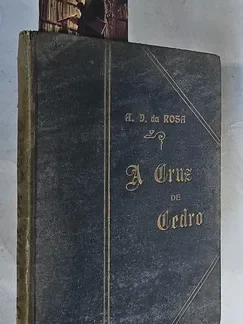 A. D. da ROSA
A Cruz
DE
Cedro